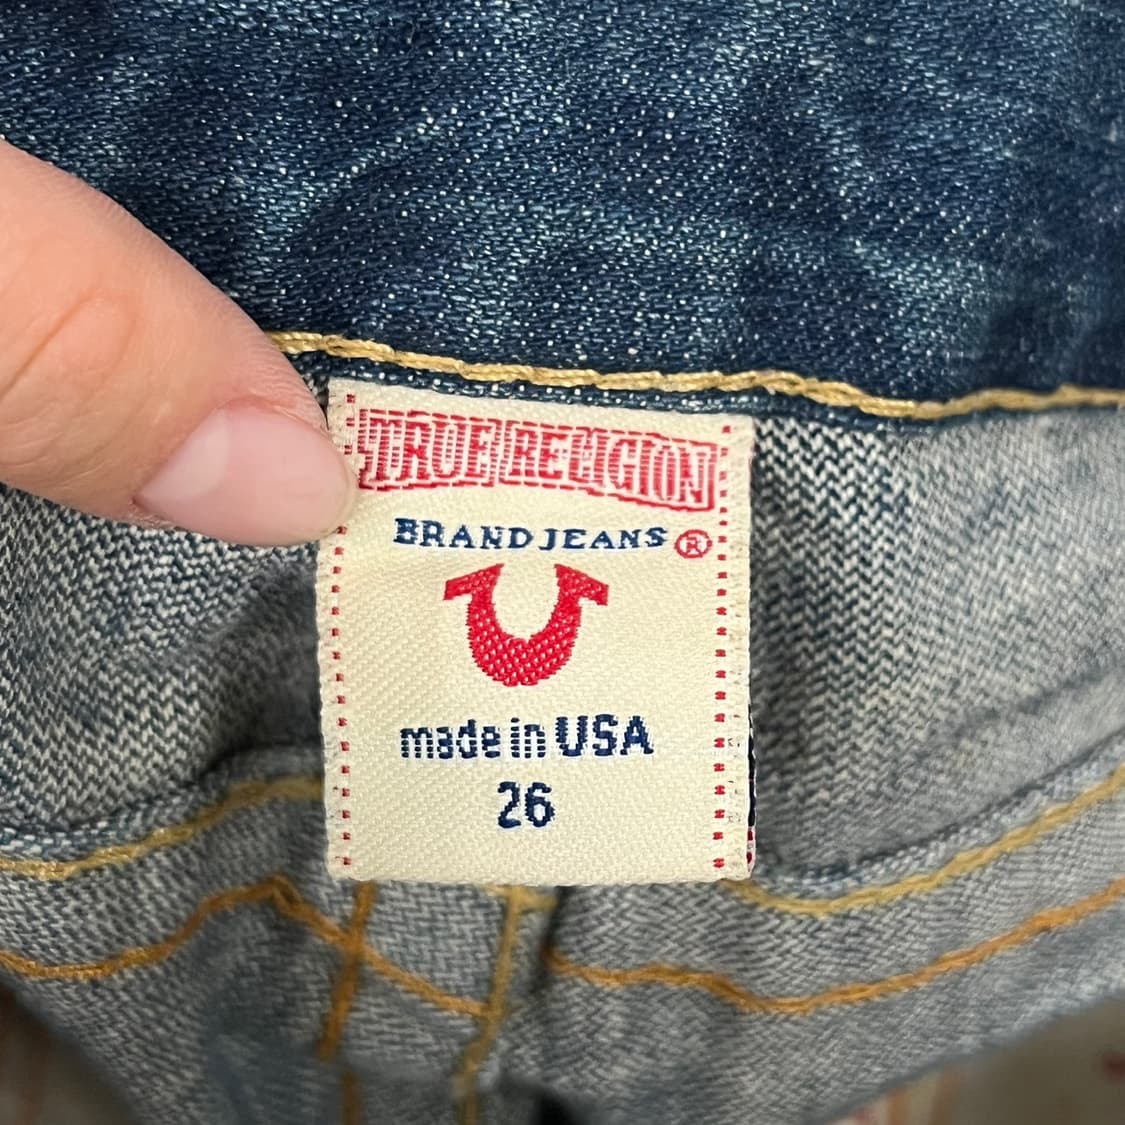 TRUE RELIGION
BRAND JEANS ®
made in USA
26